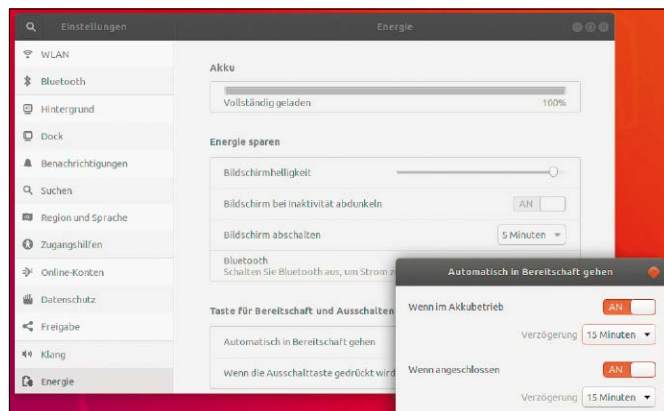 Einstellungen
Energie
WLAN
Bluetooth
Hintergrund
Dock
Benachrichtigungen
Suchen
Region und Sprache
Zugangshilfen
Online-Konten
Datenschutz
Freigabe
Klang
Energie
Akku
Vollständig geladen 100%
Energie sparen
Bildschirmhelligkeit
Bildschirm bei Inaktivität abdunkeln AN
Bildschirm abschalten 5 Minuten
Bluetooth
Schalten Sie Bluetooth aus, um Strom
Taste für Bereitschaft und Ausschalten
Automatisch in Bereitschaft gehen
Wenn die Ausschalttaste gedrückt wird
Automatisch in Bereitschaft gehen
Wenn im Akkubetrieb AN
Verzögerung 15 Minuten
Wenn angeschlossen AN
Verzögerung 15 Minuten